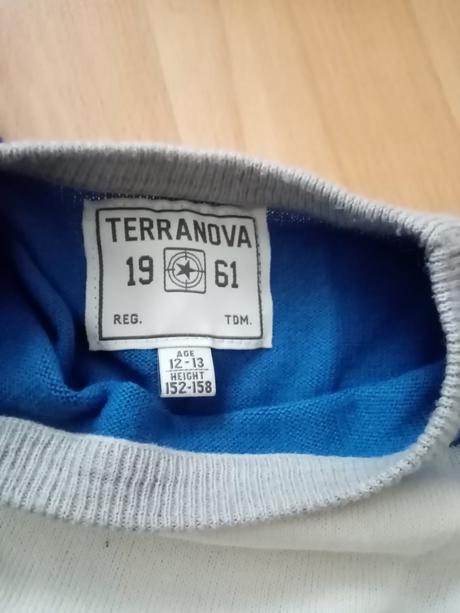 TERRANOVA
19 61
REG. TDM.
AGE
12-13
HEIGHT
152-158